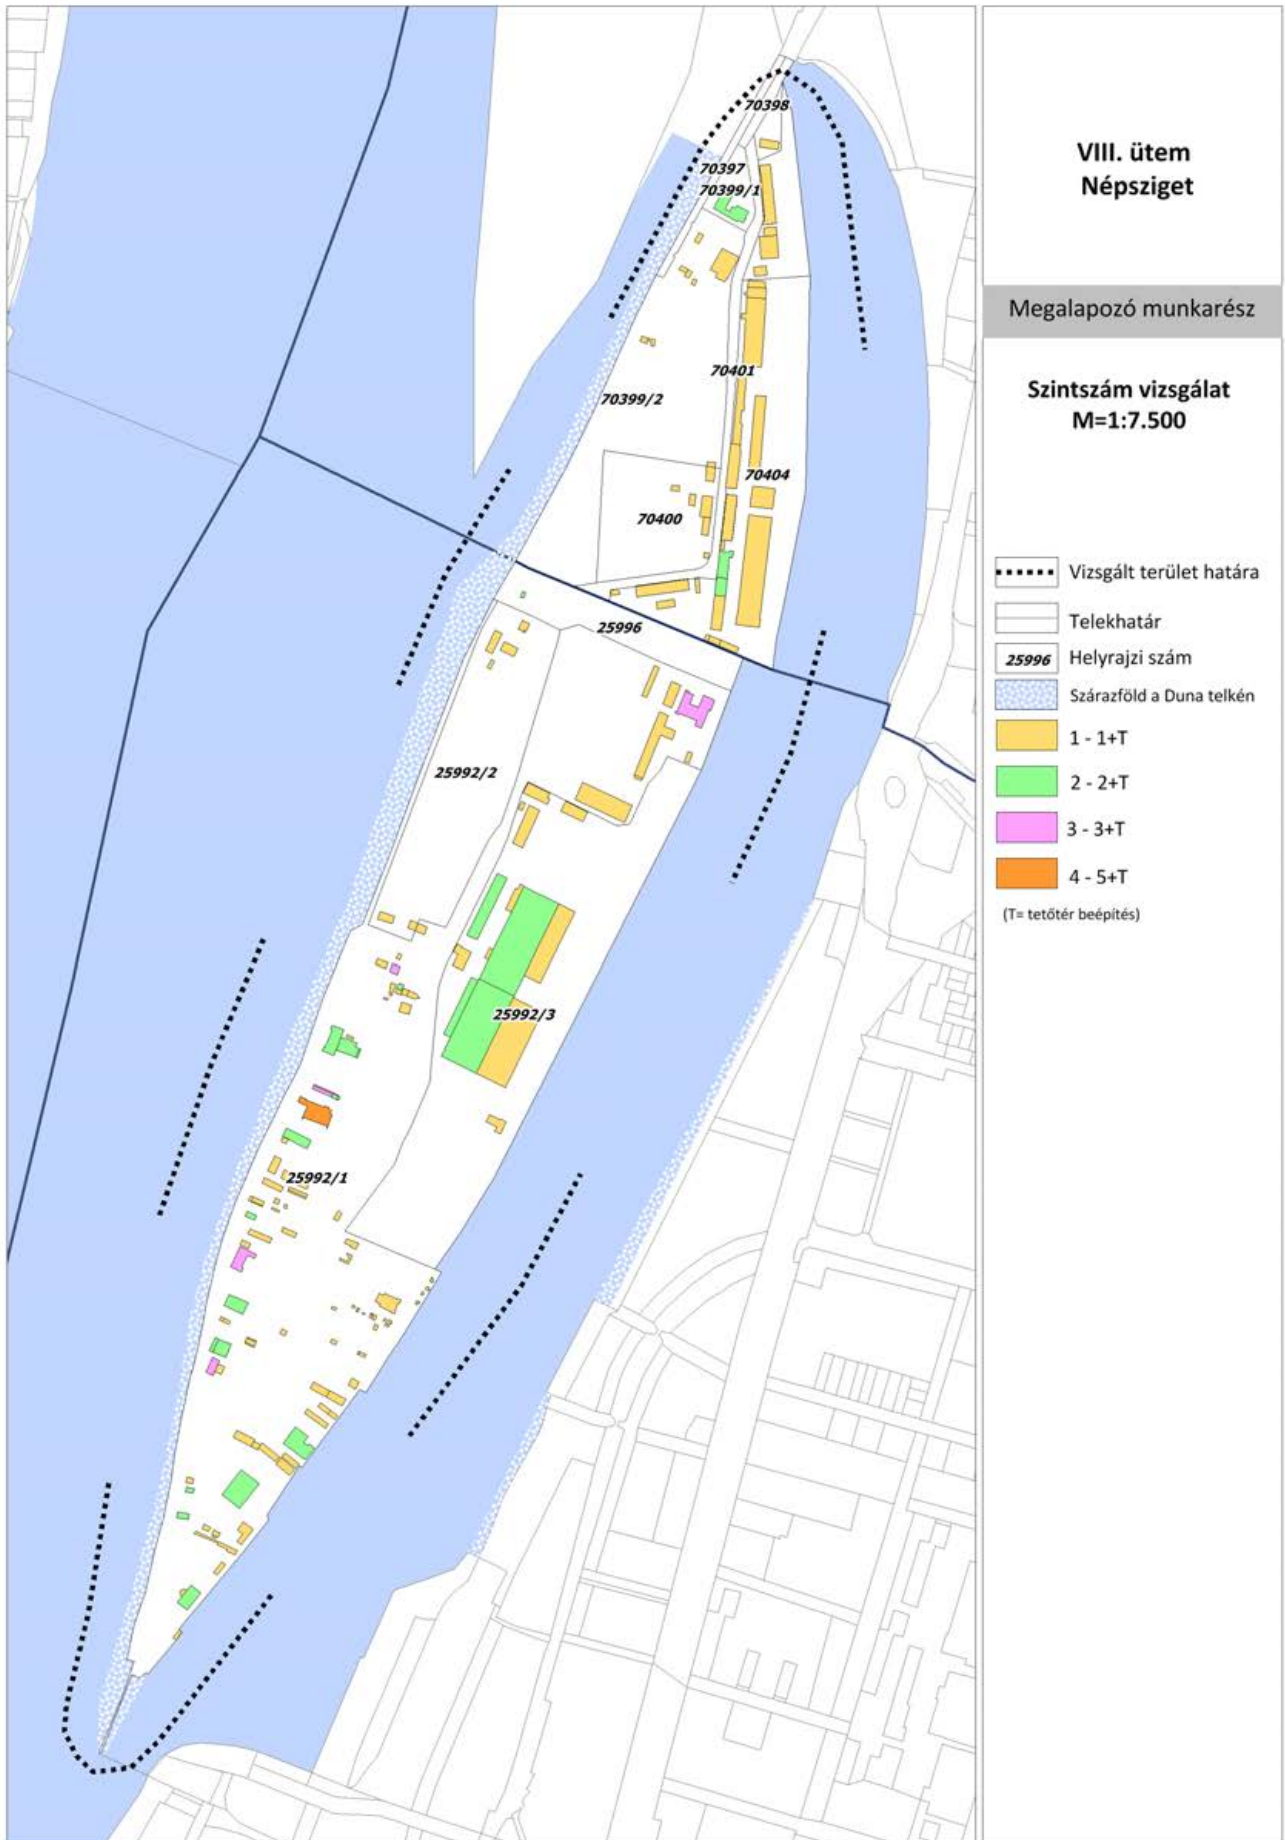 70398
70397
70399/1
70401
70399/2
70404
70400
25996
25992/2
25992/3
25992/1
VIII. ütem
Népsziget
Megalapozó munkarész
Szintszám vizsgálat
M=1:7.500
Vizsgált terület határa
Telekhatár
25996 Helyrajzi szám
Szárazföld a Duna telkén
1 - 1+T
2 - 2+T
3 - 3+T
4 - 5+T
(T= tetőtér beépítés)